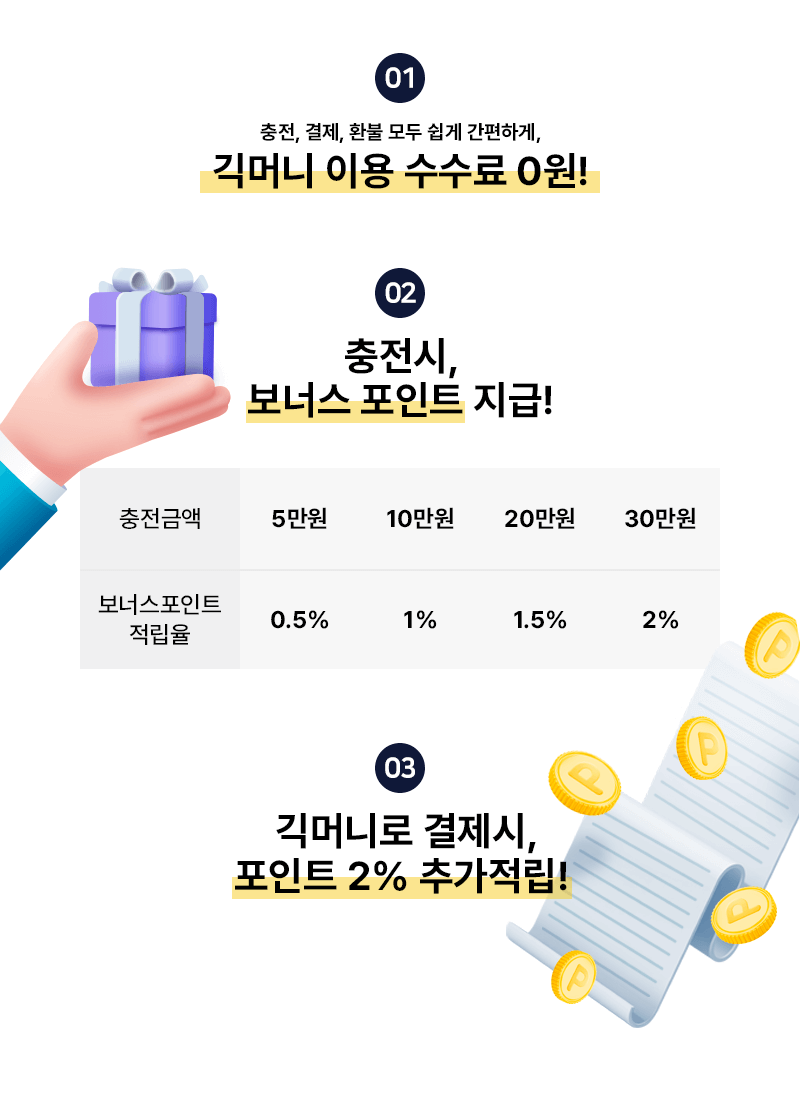 01
충전, 결제, 환불 모두 쉽게 간편하게,
긱머니 이용 수수료 0원!
02
충전시,
보너스 포인트 지급!
충전금액 5만원 10만원 20만원 30만원
보너스포인트
적립율 0.5% 1% 1.5% 2%
03
긱머니로 결제시,
포인트 2% 추가적립!
P
P
P
P
P